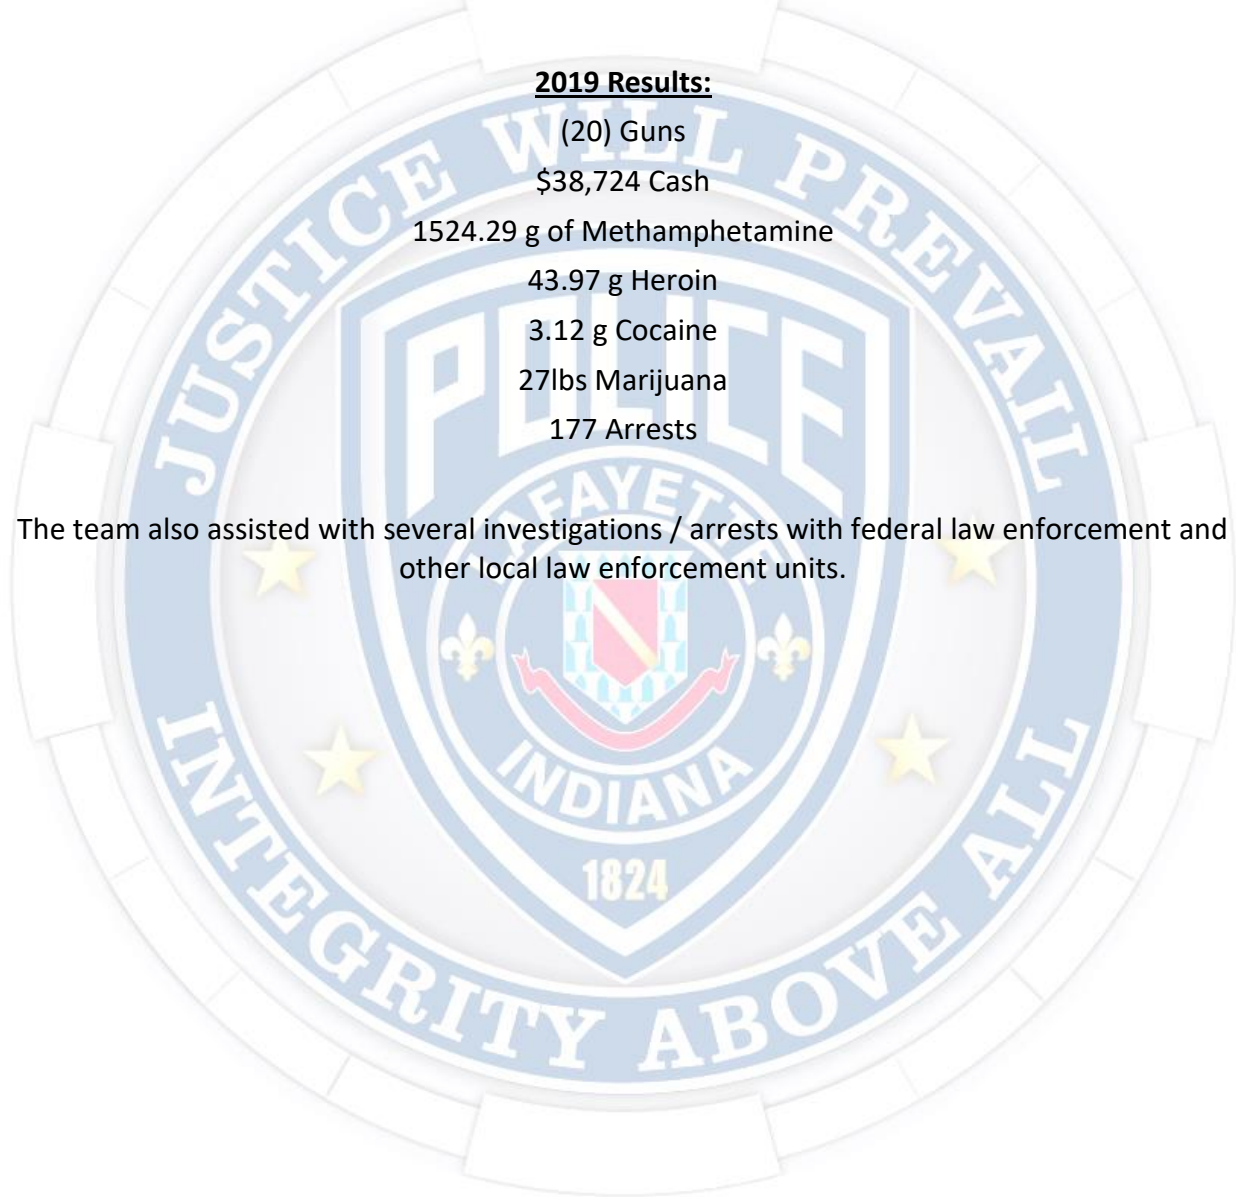 2019 Results:
(20) Guns
$38,724 Cash
1524.29 g of Methamphetamine
43.97 g Heroin
3.12 g Cocaine
27lbs Marijuana
177 Arrests
The team also assisted with several investigations / arrests with federal law enforcement and
other local law enforcement units.
JUSTICE WILL PREVAIL
POLICE
LAFAYETTE
INDIANA
1824
INTEGRITY ABOVE ALL